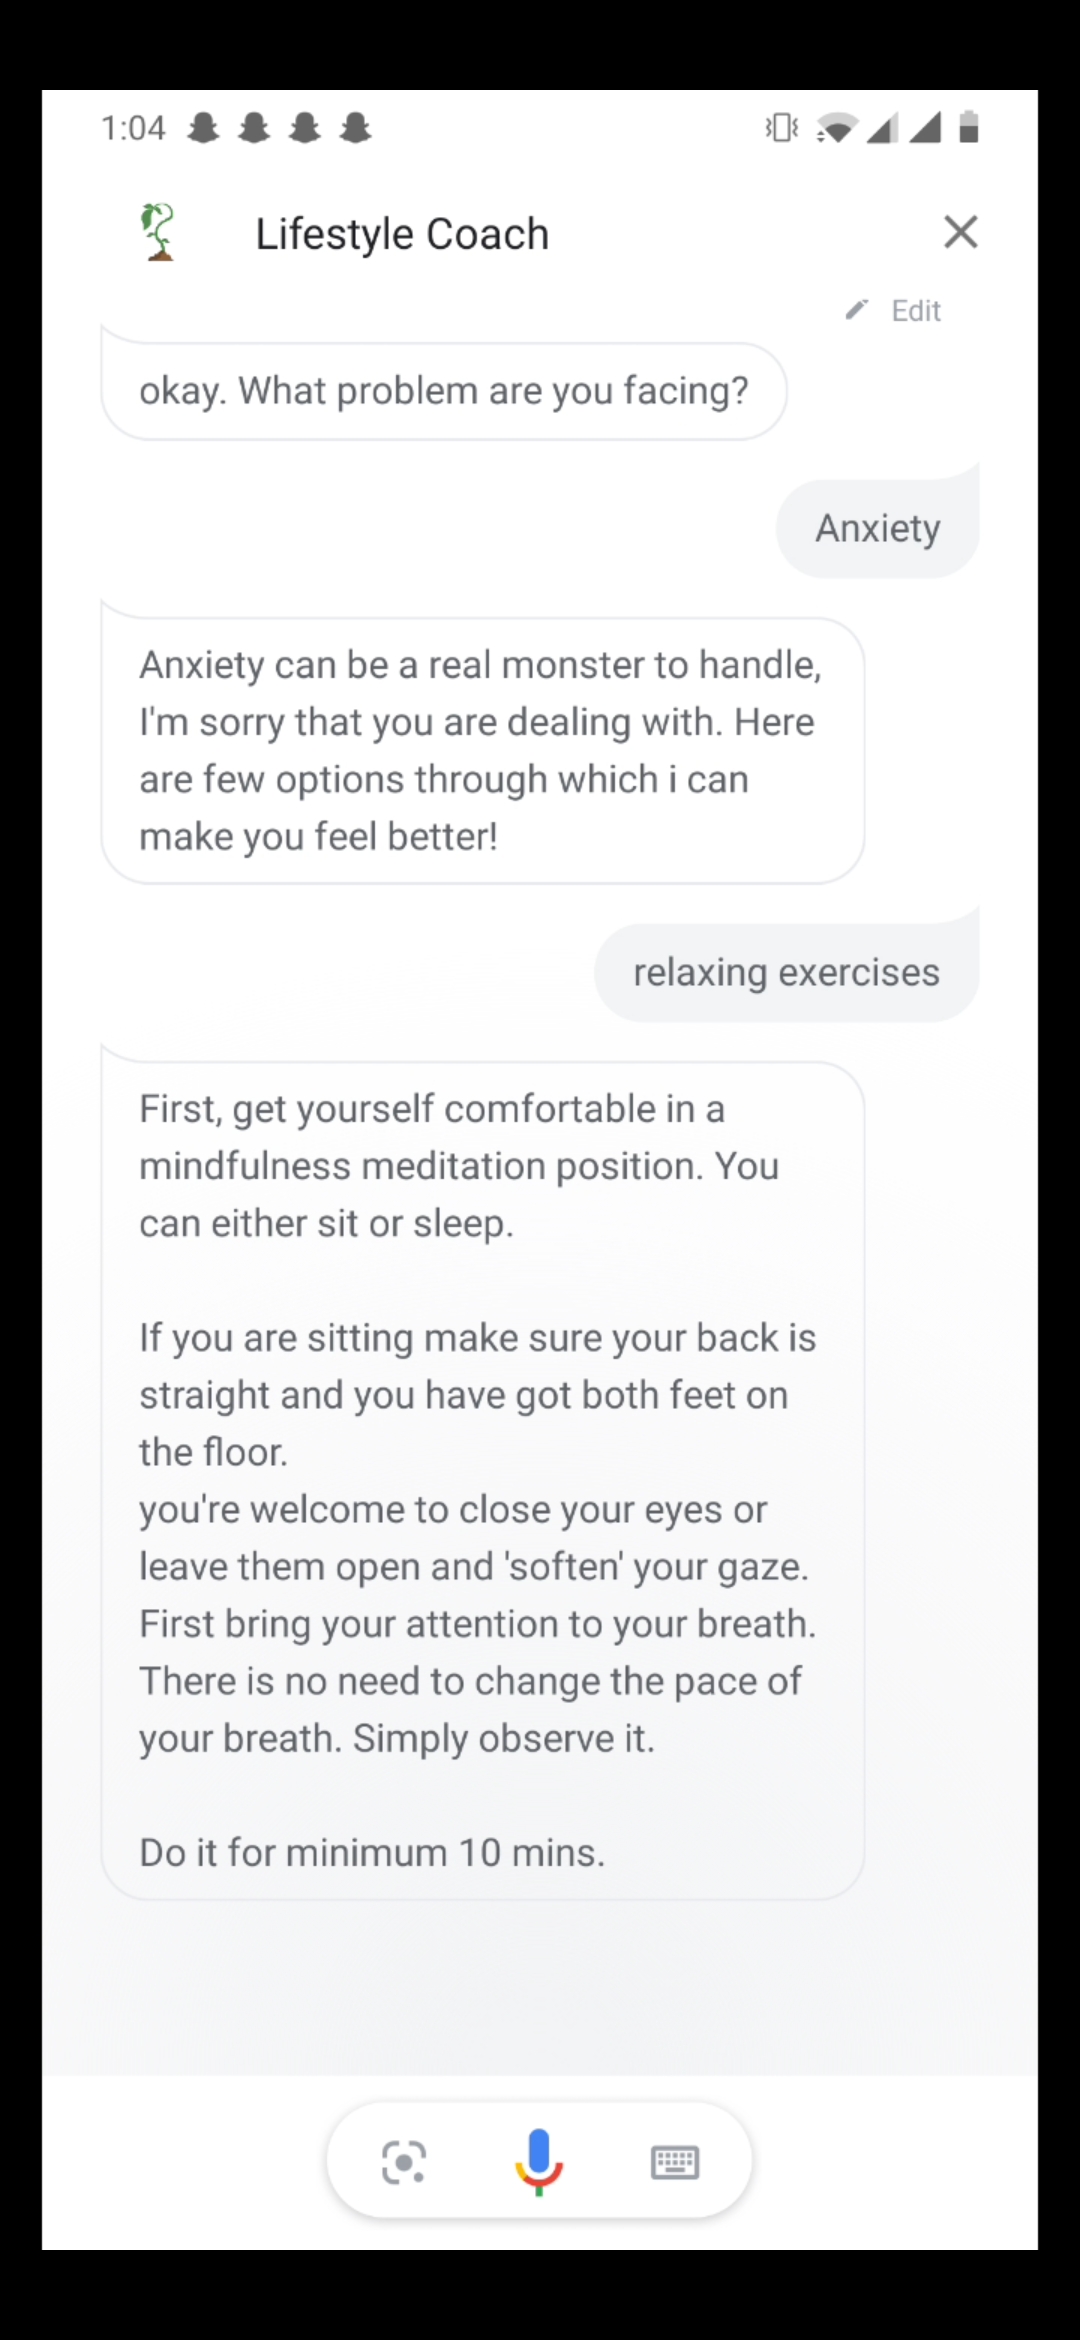 1:04
Lifestyle Coach
Edit
okay. What problem are you facing?
Anxiety
Anxiety can be a real monster to handle,
I'm sorry that you are dealing with. Here
are few options through which i can
make you feel better!
relaxing exercises
First, get yourself comfortable in a
mindfulness meditation position. You
can either sit or sleep.
If you are sitting make sure your back is
straight and you have got both feet on
the floor.
you're welcome to close your eyes or
leave them open and 'soften' your gaze.
First bring your attention to your breath.
There is no need to change the pace of
your breath. Simply observe it.
Do it for minimum 10 mins.